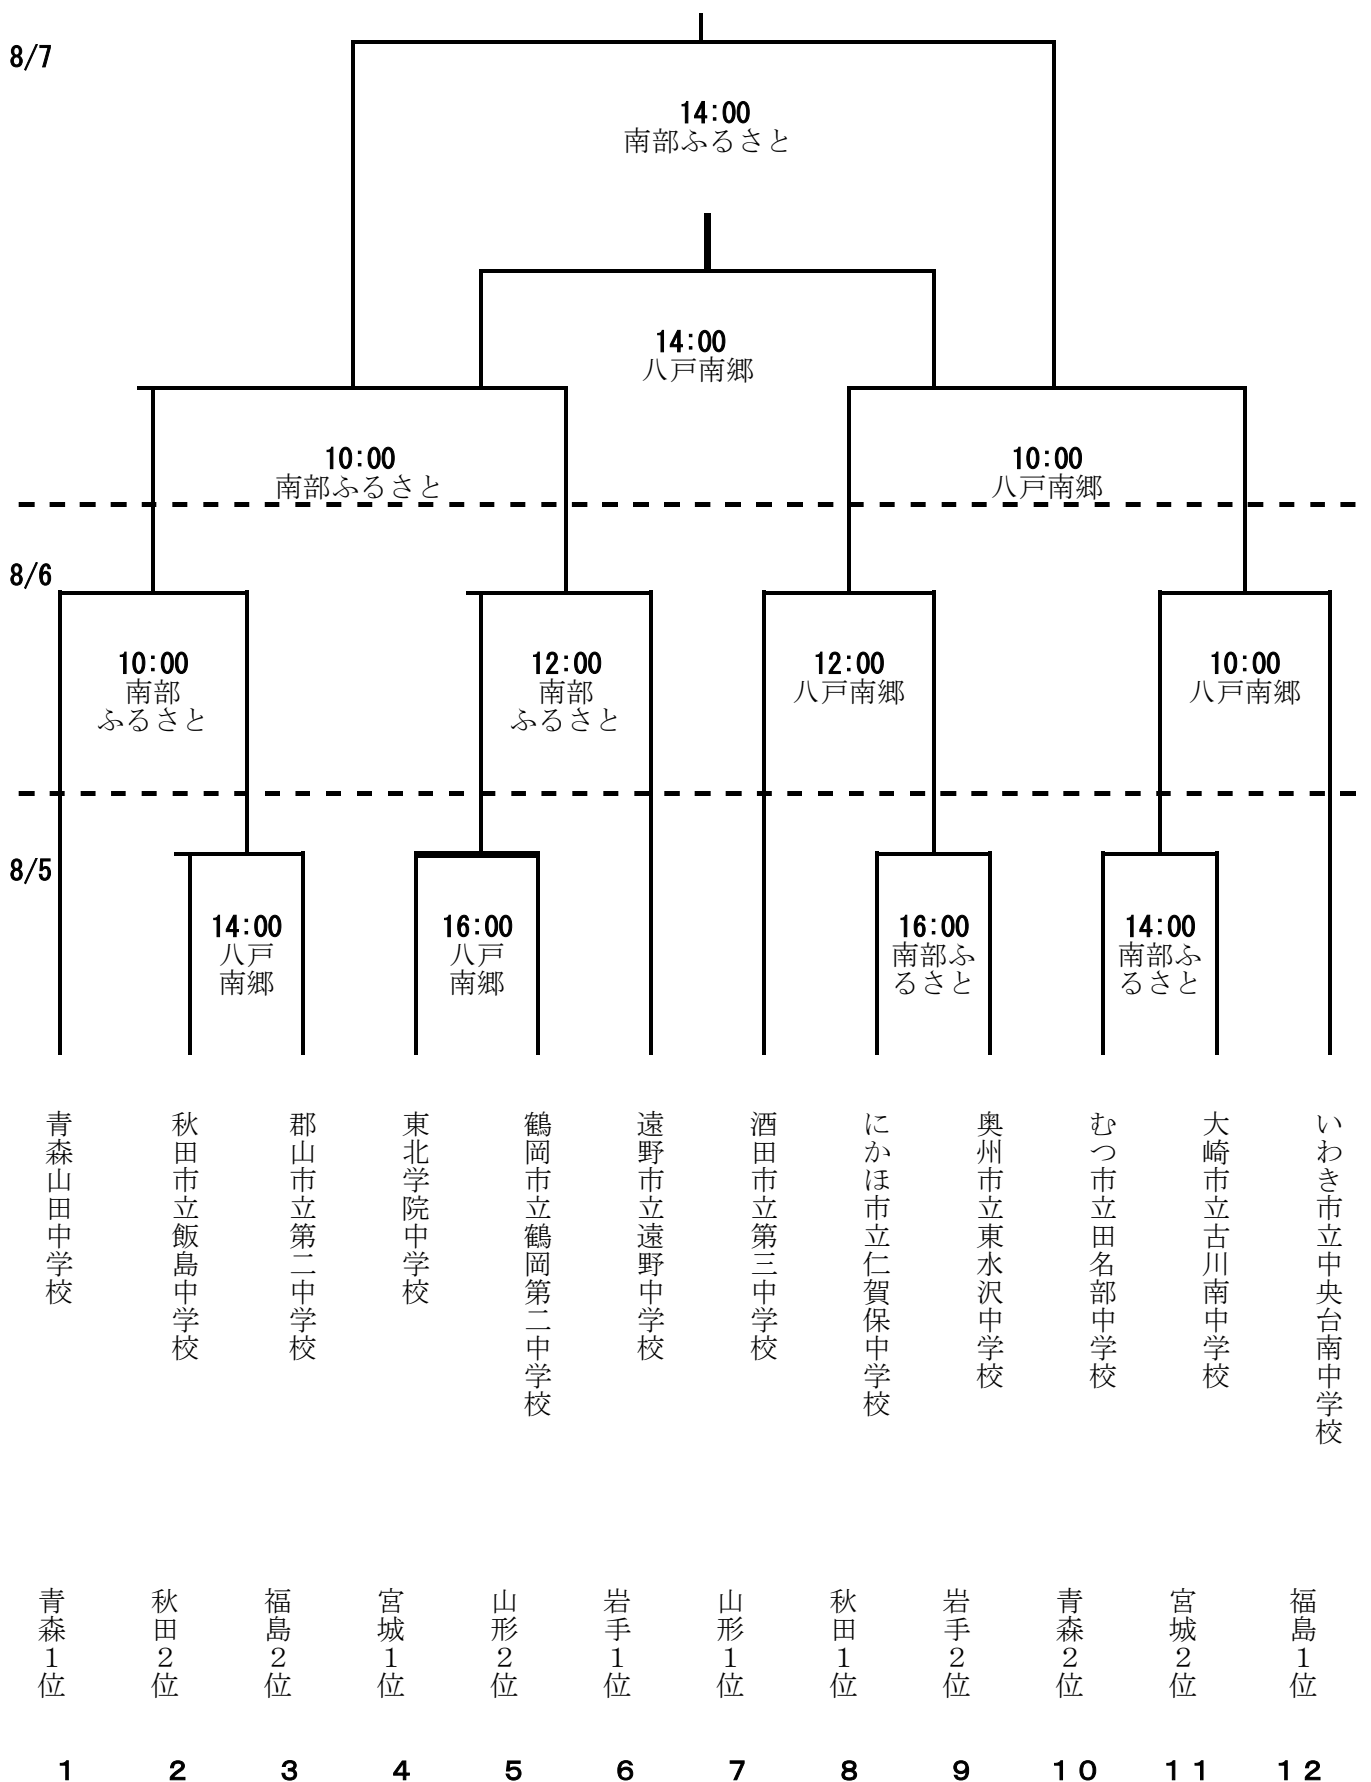 8/7
14:00
南部ふるさと
14:00
八戸南郷
10:00
南部ふるさと
10:00
八戸南郷
8/6
10:00
南部
ふるさと
12:00
南部
ふるさと
12:00
八戸南郷
10:00
八戸南郷
8/5
14:00
八戸
南郷
16:00
八戸
南郷
16:00
南部ふ
るさと
14:00
南部ふ
るさと
青森山田中学校
秋田市立飯島中学校
郡山市立第二中学校
東北学院中学校
鶴岡市立鶴岡第二中学校
遠野市立遠野中学校
酒田市立第三中学校
にかほ市立仁賀保中学校
奥州市立東水沢中学校
むつ市立田名部中学校
大崎市立古川南中学校
いわき市立中央台南中学校
青森１位
秋田２位
福島２位
宮城１位
山形２位
岩手１位
山形１位
秋田１位
岩手２位
青森２位
宮城２位
福島１位
１ ２ ３ ４ ５ ６ ７ ８ ９ １０ １１ １２